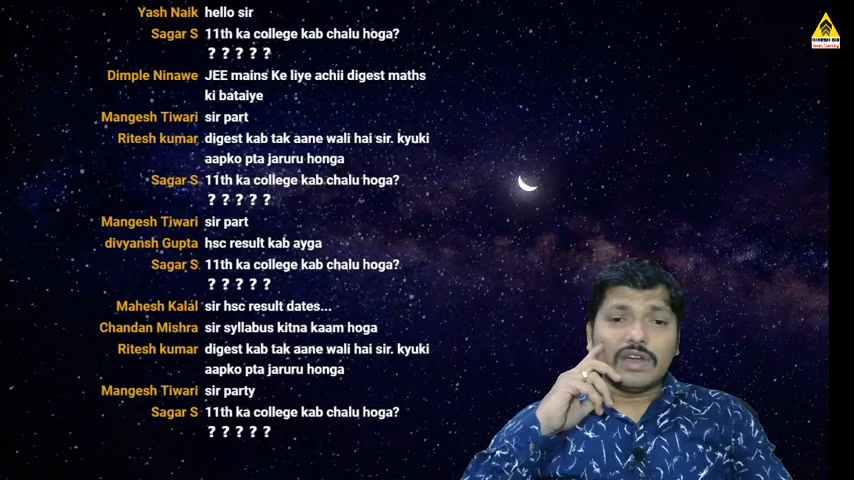 Yash Naik hello sir
Sagar S 11th ka college kab chalu hoga?
? ? ? ? ?
Dimple Ninawe JEE mains Ke liye achii digest maths
ki bataiye
Mangesh Tiwari sir part
Ritesh kumar digest kab tak aane wali hai sir. kyuki
aapko pta jaruru honga
Sagar S 11th ka college kab chalu hoga?
? ? ? ? ?
Mangesh Tiwari sir part
divyansh Gupta hsc result kab ayga
Sagar S 11th ka college kab chalu hoga?
? ? ? ? ?
Mahesh Kalal sir hsc result dates...
Chandan Mishra sir syllabus kitna kaam hoga
Ritesh kumar digest kab tak aane wali hai sir. kyuki
aapko pta jaruru honga
Mangesh Tiwari sir party
Sagar S 11th ka college kab chalu hoga?
? ? ? ? ?
DINESH SIR